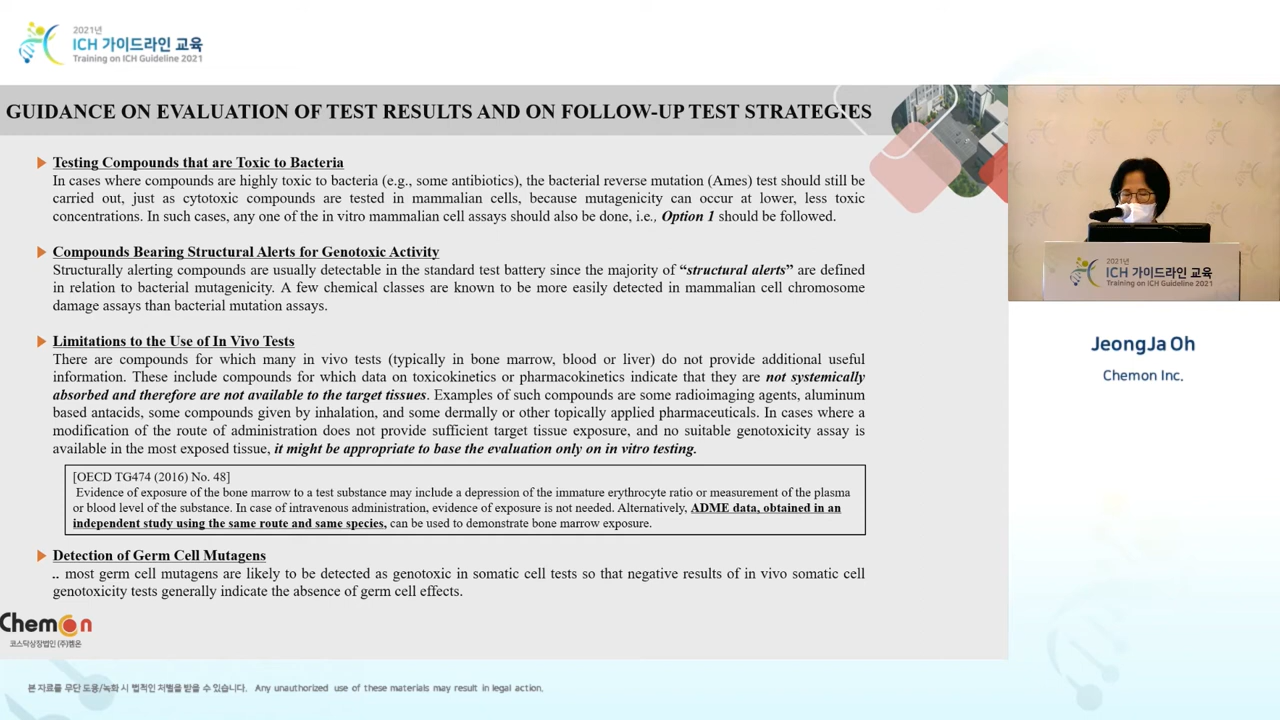 2021년
ICH 가이드라인 교육
Training on ICH Guideline 2021
GUIDANCE ON EVALUATION OF TEST RESULTS AND ON FOLLOW-UP TEST STRATEGIES
Testing Compounds that are Toxic to Bacteria
In cases where compounds are highly toxic to bacteria (e.g., some antibiotics), the bacterial reverse mutation (Ames) test should still be
carried out, just as cytotoxic compounds are tested in mammalian cells, because mutagenicity can occur at lower, less toxic
concentrations. In such cases, any one of the in vitro mammalian cell assays should also be done, i.e., Option 1 should be followed.
Compounds Bearing Structural Alerts for Genotoxic Activity
Structurally alerting compounds are usually detectable in the standard test battery since the majority of “structural alerts” are defined
in relation to bacterial mutagenicity. A few chemical classes are known to be more easily detected in mammalian cell chromosome
damage assays than bacterial mutation assays.
Limitations to the Use of In Vivo Tests
There are compounds for which many in vivo tests (typically in bone marrow, blood or liver) do not provide additional useful
information. These include compounds for which data on toxicokinetics or pharmacokinetics indicate that they are not systemically
absorbed and therefore are not available to the target tissues. Examples of such compounds are some radioimaging agents, aluminum
based antacids, some compounds given by inhalation, and some dermally or other topically applied pharmaceuticals. In cases where a
modification of the route of administration does not provide sufficient target tissue exposure, and no suitable genotoxicity assay is
available in the most exposed tissue, it might be appropriate to base the evaluation only on in vitro testing.
[OECD TG474 (2016) No. 48]
Evidence of exposure of the bone marrow to a test substance may include a depression of the immature erythrocyte ratio or measurement of the plasma
or blood level of the substance. In case of intravenous administration, evidence of exposure is not needed. Alternatively, ADME data, obtained in an
independent study using the same route and same species, can be used to demonstrate bone marrow exposure.
Detection of Germ Cell Mutagens
.. most germ cell mutagens are likely to be detected as genotoxic in somatic cell tests so that negative results of in vivo somatic cell
genotoxicity tests generally indicate the absence of germ cell effects.
Chemon
코스닥상장법인 (주)켐온
2021년
ICH 가이드라인 교육
Training on ICH Guideline 2021
JeongJa Oh
Chemon Inc.
본 자료를 무단 도용/녹화 시 법적인 처벌을 받을 수 있습니다. Any unauthorized use of these materials may result in legal action.